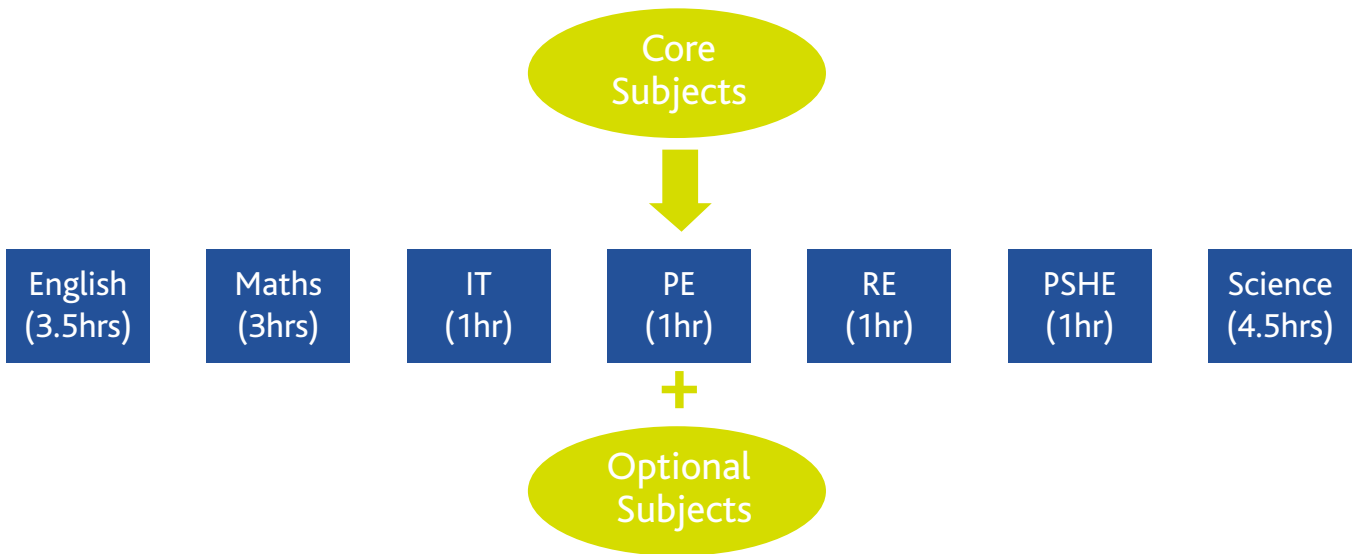 Core
Subjects
English
(3.5hrs)
Maths
(3hrs)
IT
(1hr)
PE
(1hr)
RE
(1hr)
PSHE
(1hr)
Science
(4.5hrs)
+
Optional
Subjects